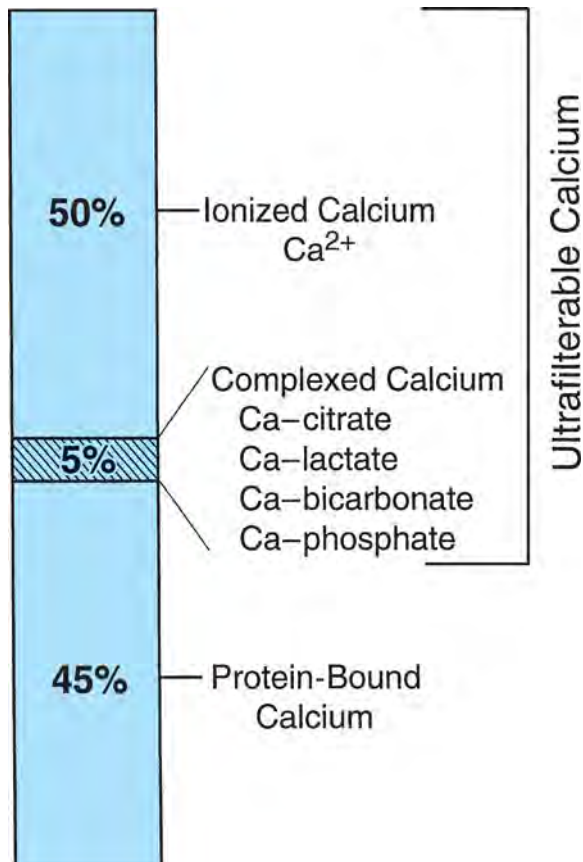 50%
Ionized Calcium
Ca²⁺
5%
Complexed Calcium
Ca–citrate
Ca–lactate
Ca–bicarbonate
Ca–phosphate
45%
Protein-Bound
Calcium
Ultrafilterable Calcium